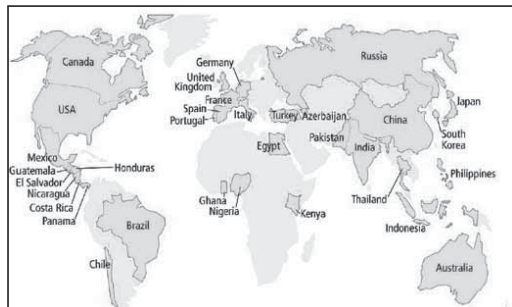 Canada
USA
Mexico
Guatemala
El Salvador
Nicaragua
Costa Rica
Panama
Honduras
Brazil
Chile
Germany
United
Kingdom
France
Spain
Portugal
Italy
Turkey
Azerbaijan
Egypt
Ghana
Nigeria
Kenya
Russia
China
Pakistan
India
Japan
South
Korea
Philippines
Thailand
Indonesia
Australia